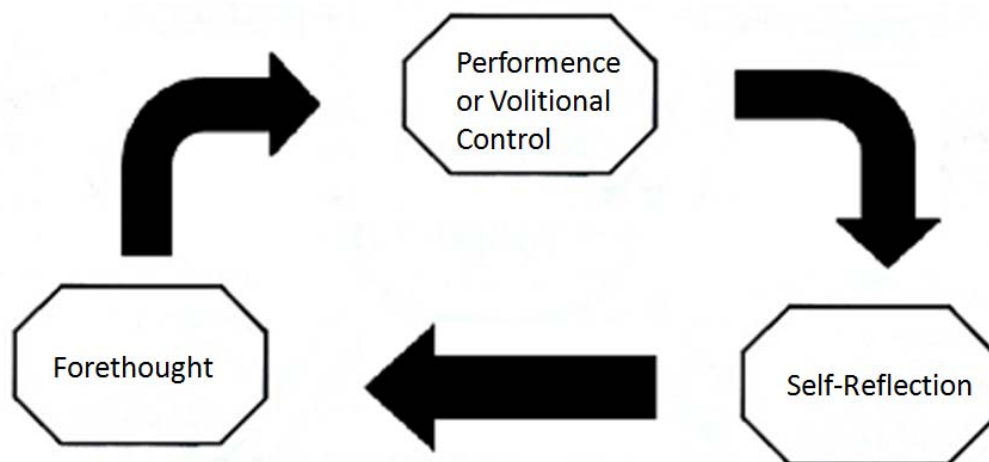 Performence
or Volitional
Control
Forethought
Self-Reflection